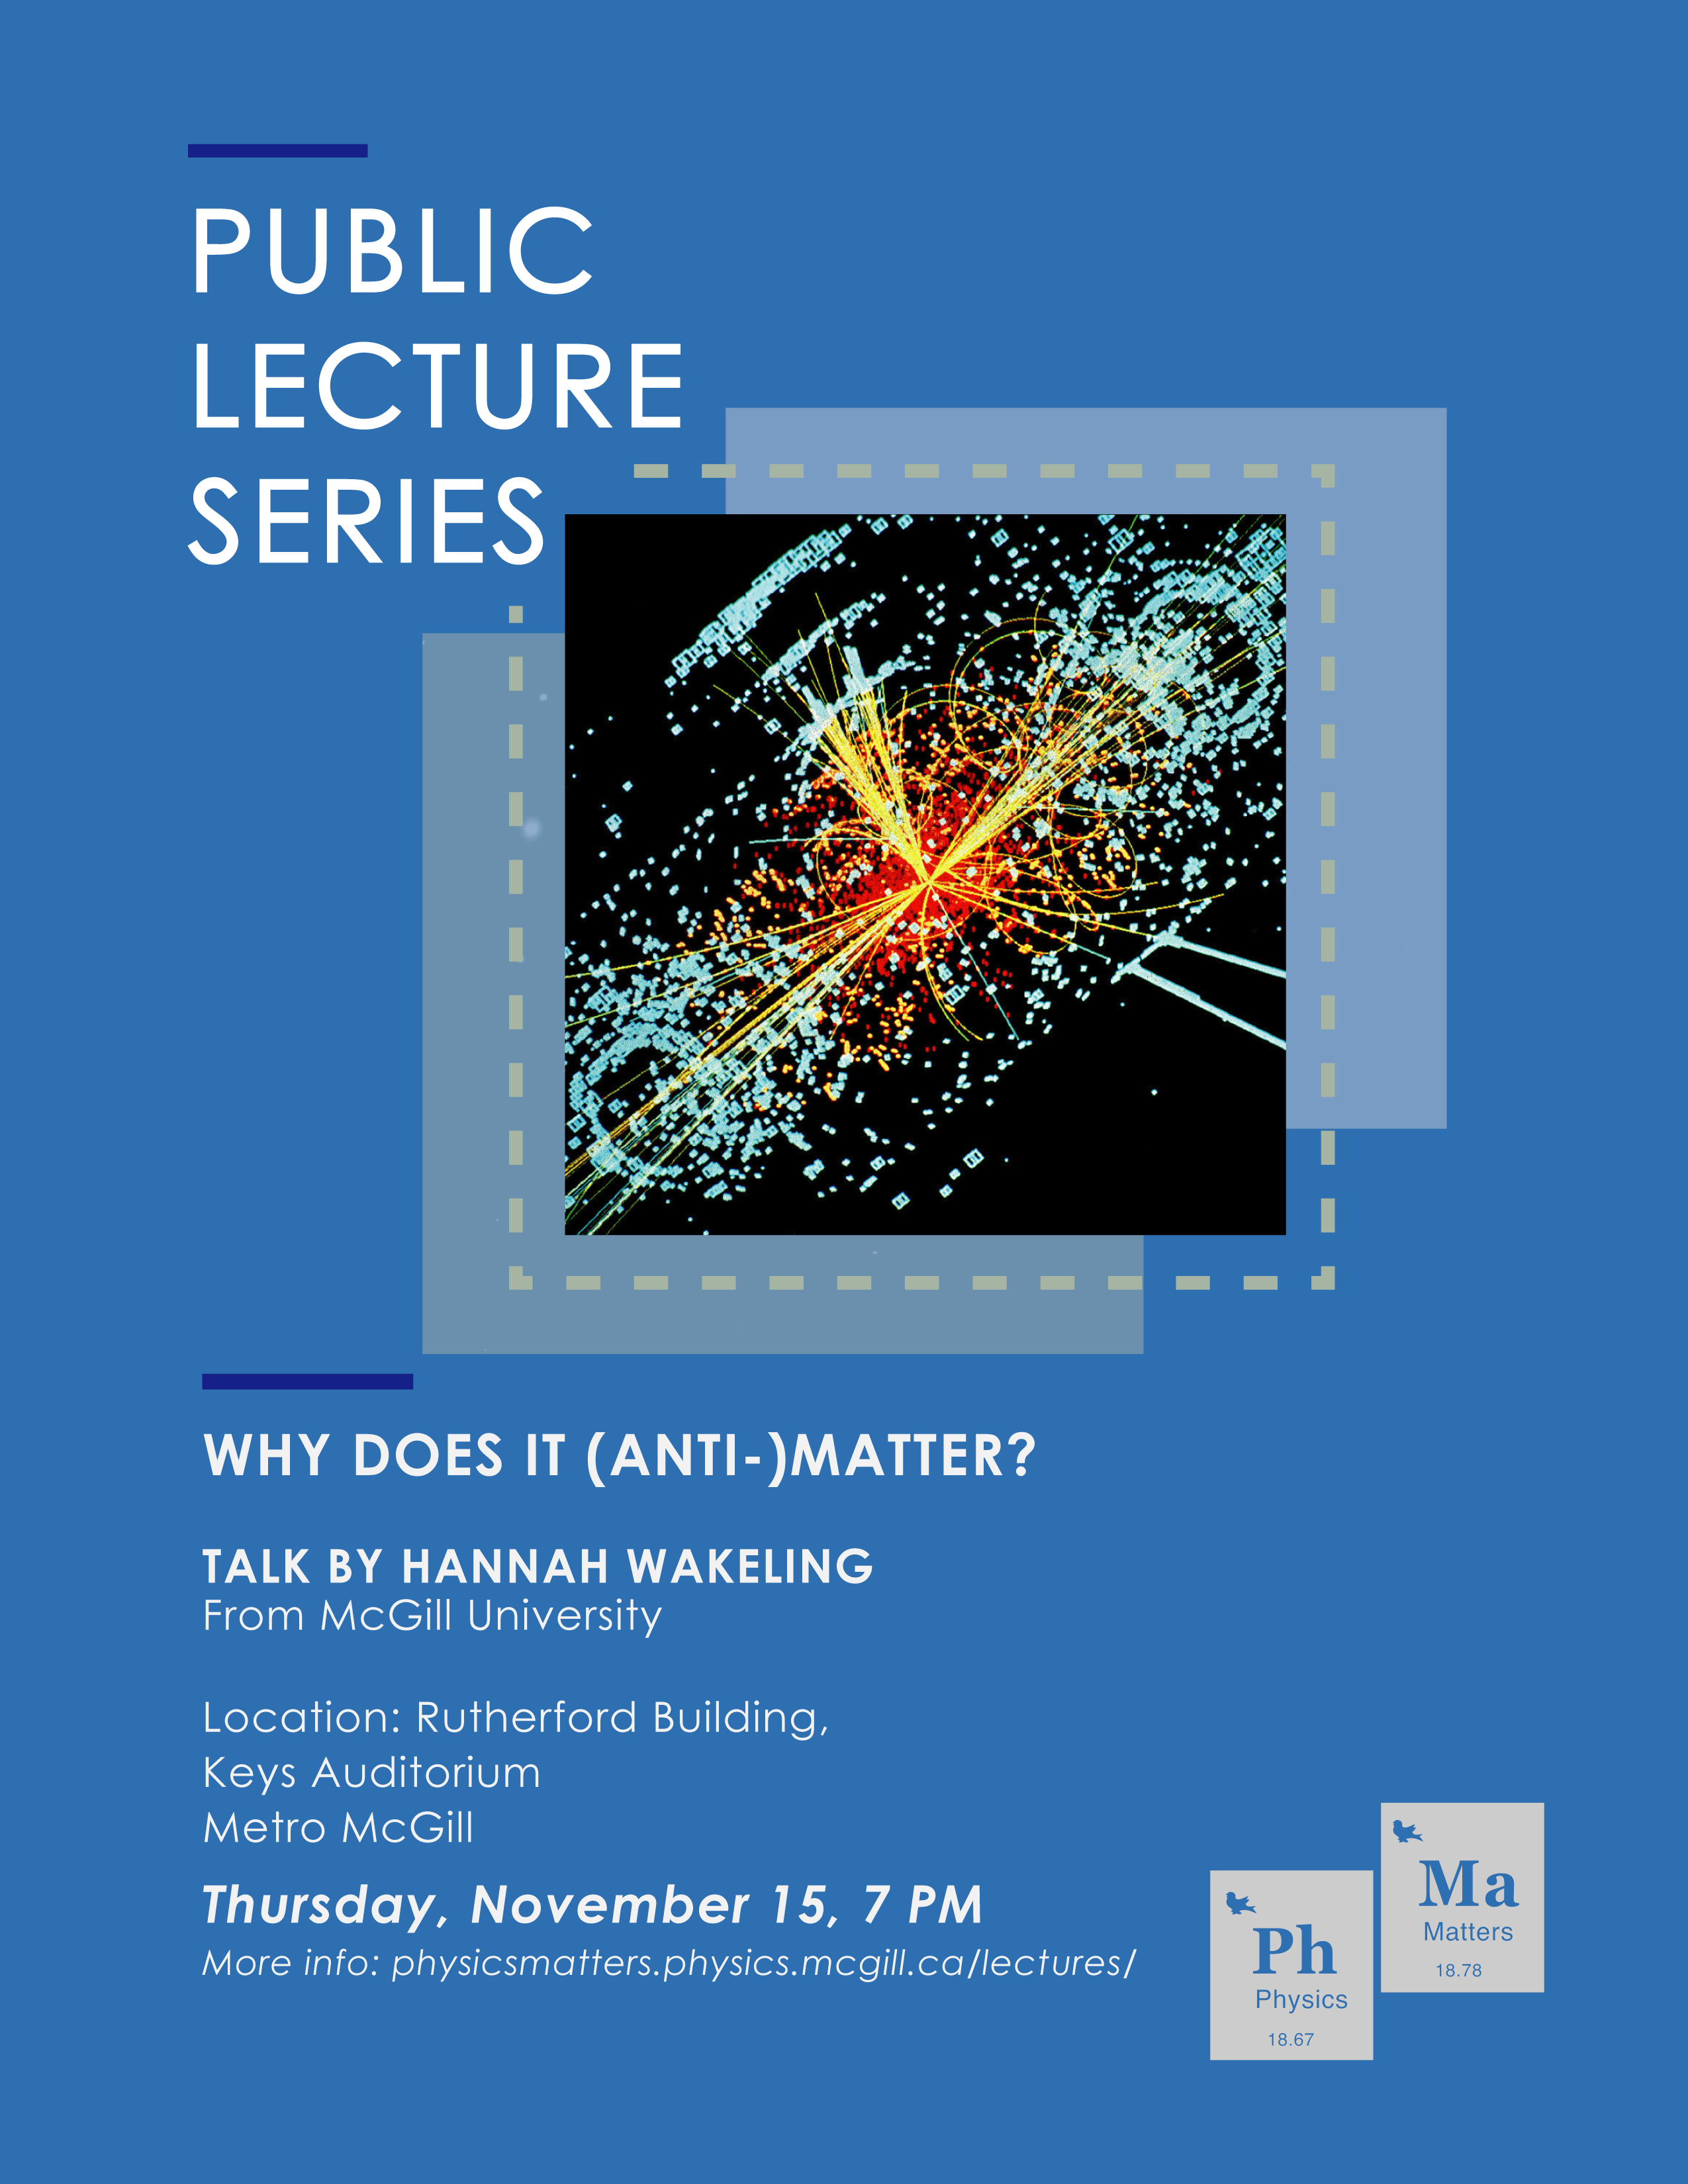 PUBLIC
LECTURE
SERIES
WHY DOES IT (ANTI-)MATTER?
TALK BY HANNAH WAKELING
From McGill University
Location: Rutherford Building,
Keys Auditorium
Metro McGill
Thursday, November 15, 7 PM
More info: physicsmatters.physics.mcgill.ca/lectures/
Ph
Physics
18.67
Ma
Matters
18.78